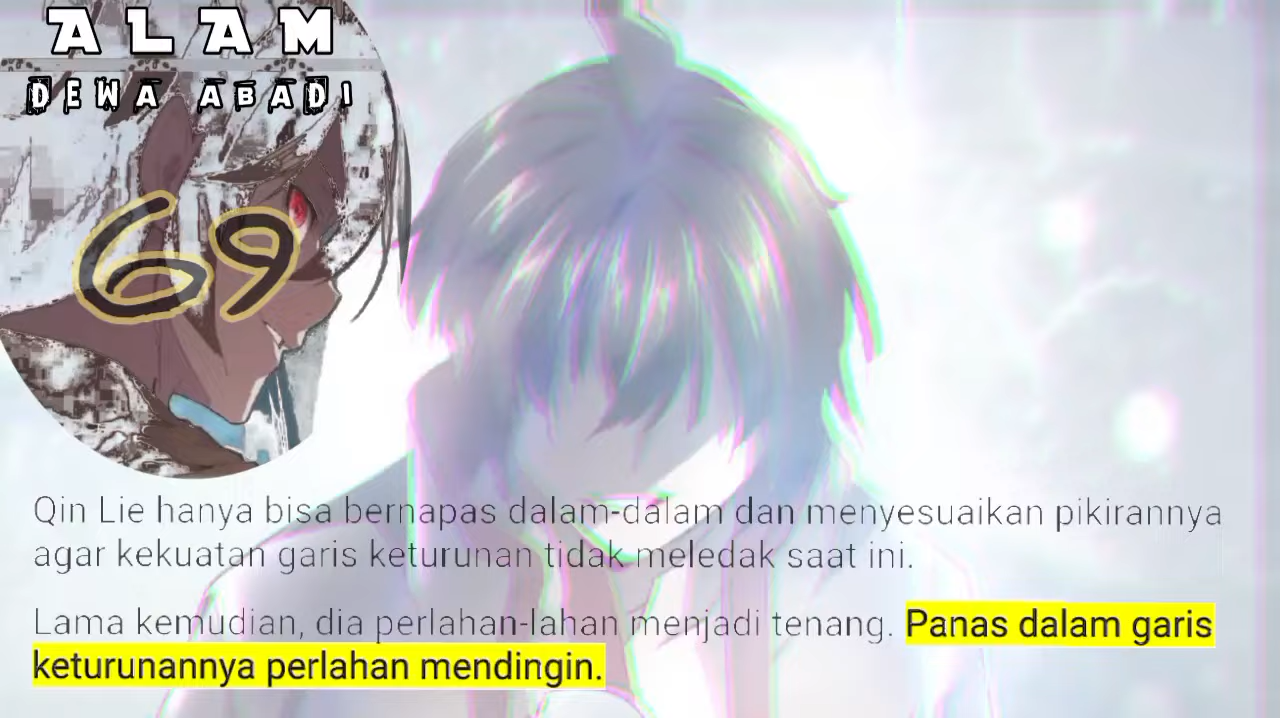 ALAM
DEWA ABADI
69
Qin Lie hanya bisa bernapas dalam-dalam dan menyesuaikan pikirannya
agar kekuatan garis keturunan tidak meledak saat ini.
Lama kemudian, dia perlahan-lahan menjadi tenang. Panas dalam garis
keturunannya perlahan mendingin.